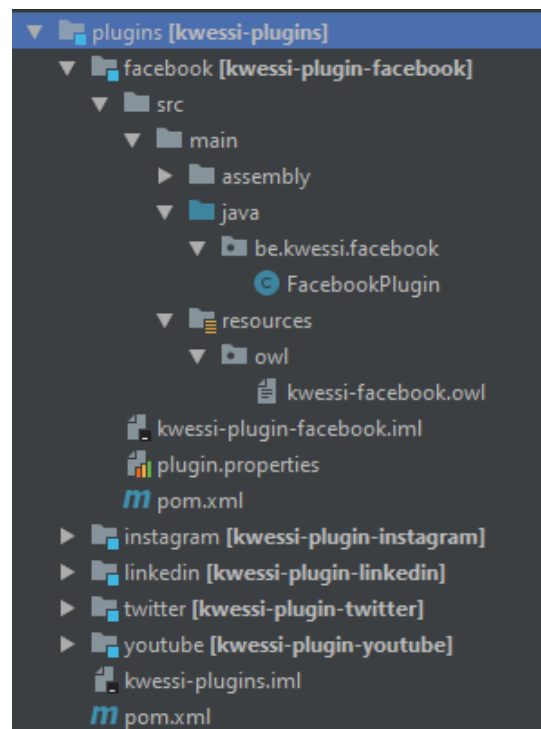 plugins [kwessi-plugins]
facebook [kwessi-plugin-facebook]
src
main
assembly
java
be.kwessi.facebook
FacebookPlugin
resources
owl
kwessi-facebook.owl
kwessi-plugin-facebook.iml
plugin.properties
pom.xml
instagram [kwessi-plugin-instagram]
linkedin [kwessi-plugin-linkedin]
twitter [kwessi-plugin-twitter]
youtube [kwessi-plugin-youtube]
kwessi-plugins.iml
pom.xml